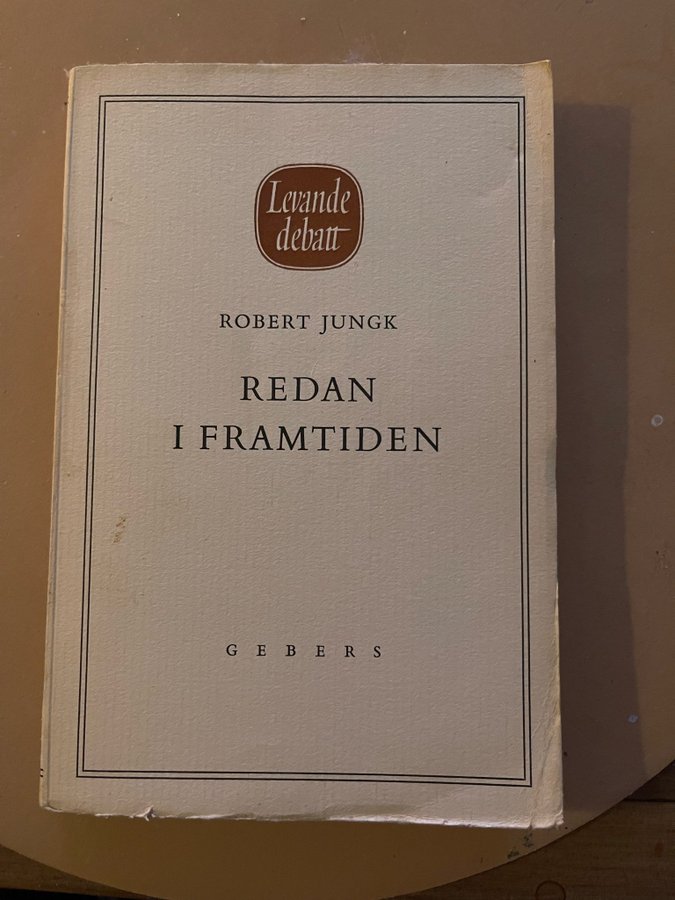 Levande
debatt
ROBERT JUNGK
REDAN
I FRAMTIDEN
GEBERS